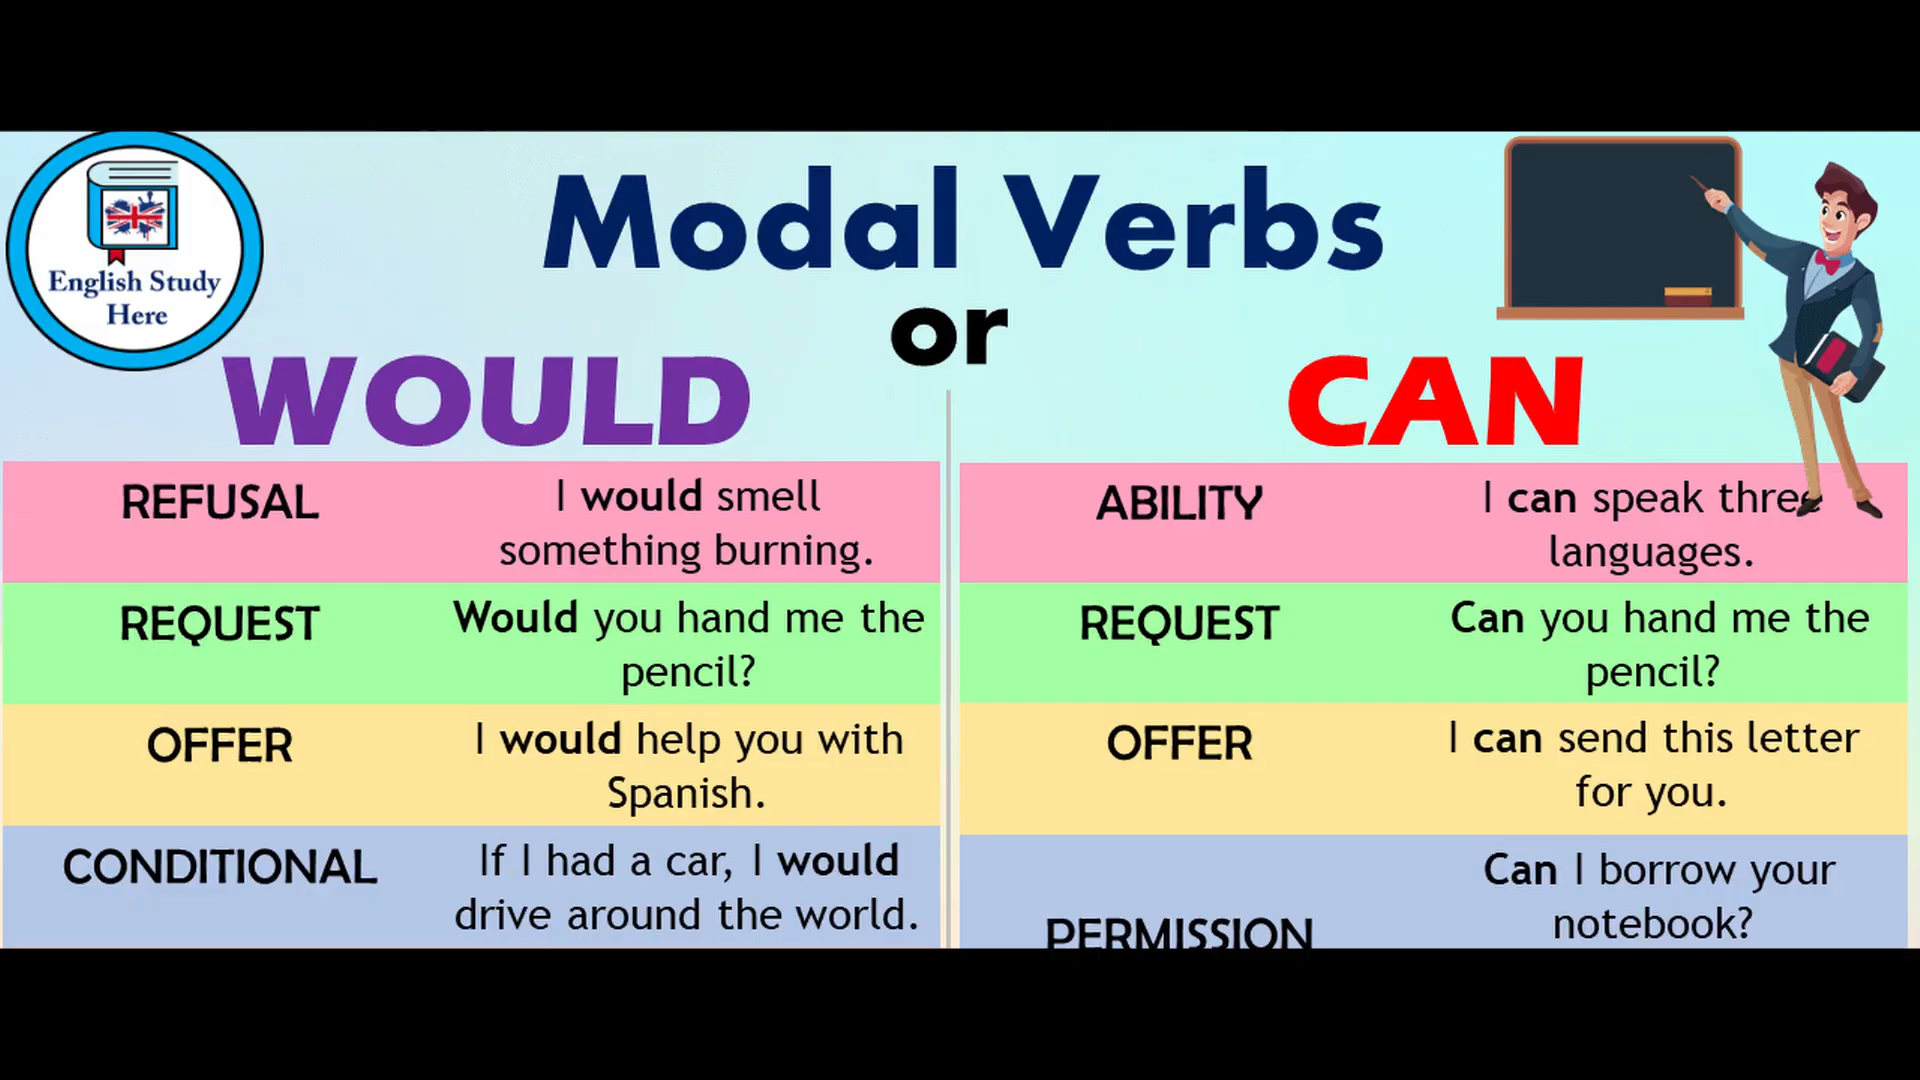 English Study
Here
Modal Verbs
or
WOULD
CAN
REFUSAL
I would smell
something burning.
REQUEST
Would you hand me the
pencil?
OFFER
I would help you with
Spanish.
CONDITIONAL
If I had a car, I would
drive around the world.
ABILITY
I can speak three
languages.
REQUEST
Can you hand me the
pencil?
OFFER
I can send this letter
for you.
PERMISSION
Can I borrow your
notebook?